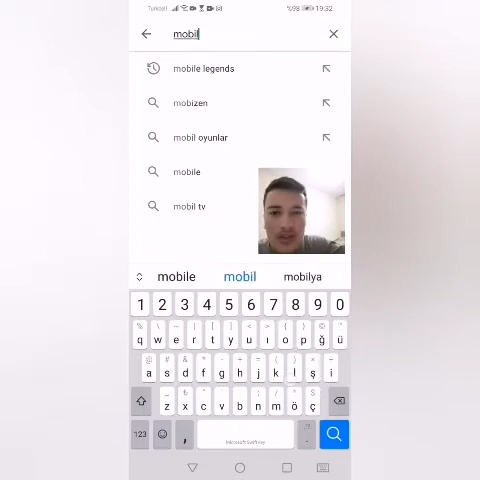 Turkcell %98 19:32
mobil
mobile legends
mobizen
mobil oyunlar
mobile
mobil tv
mobile mobil mobilya
1 2 3 4 5 6 7 8 9 0
q w e r t y u ı o p ğ ü
a s d f g h j k l ş i
z x c v b n m ö ç
123 , Microsoft SwiftKey .